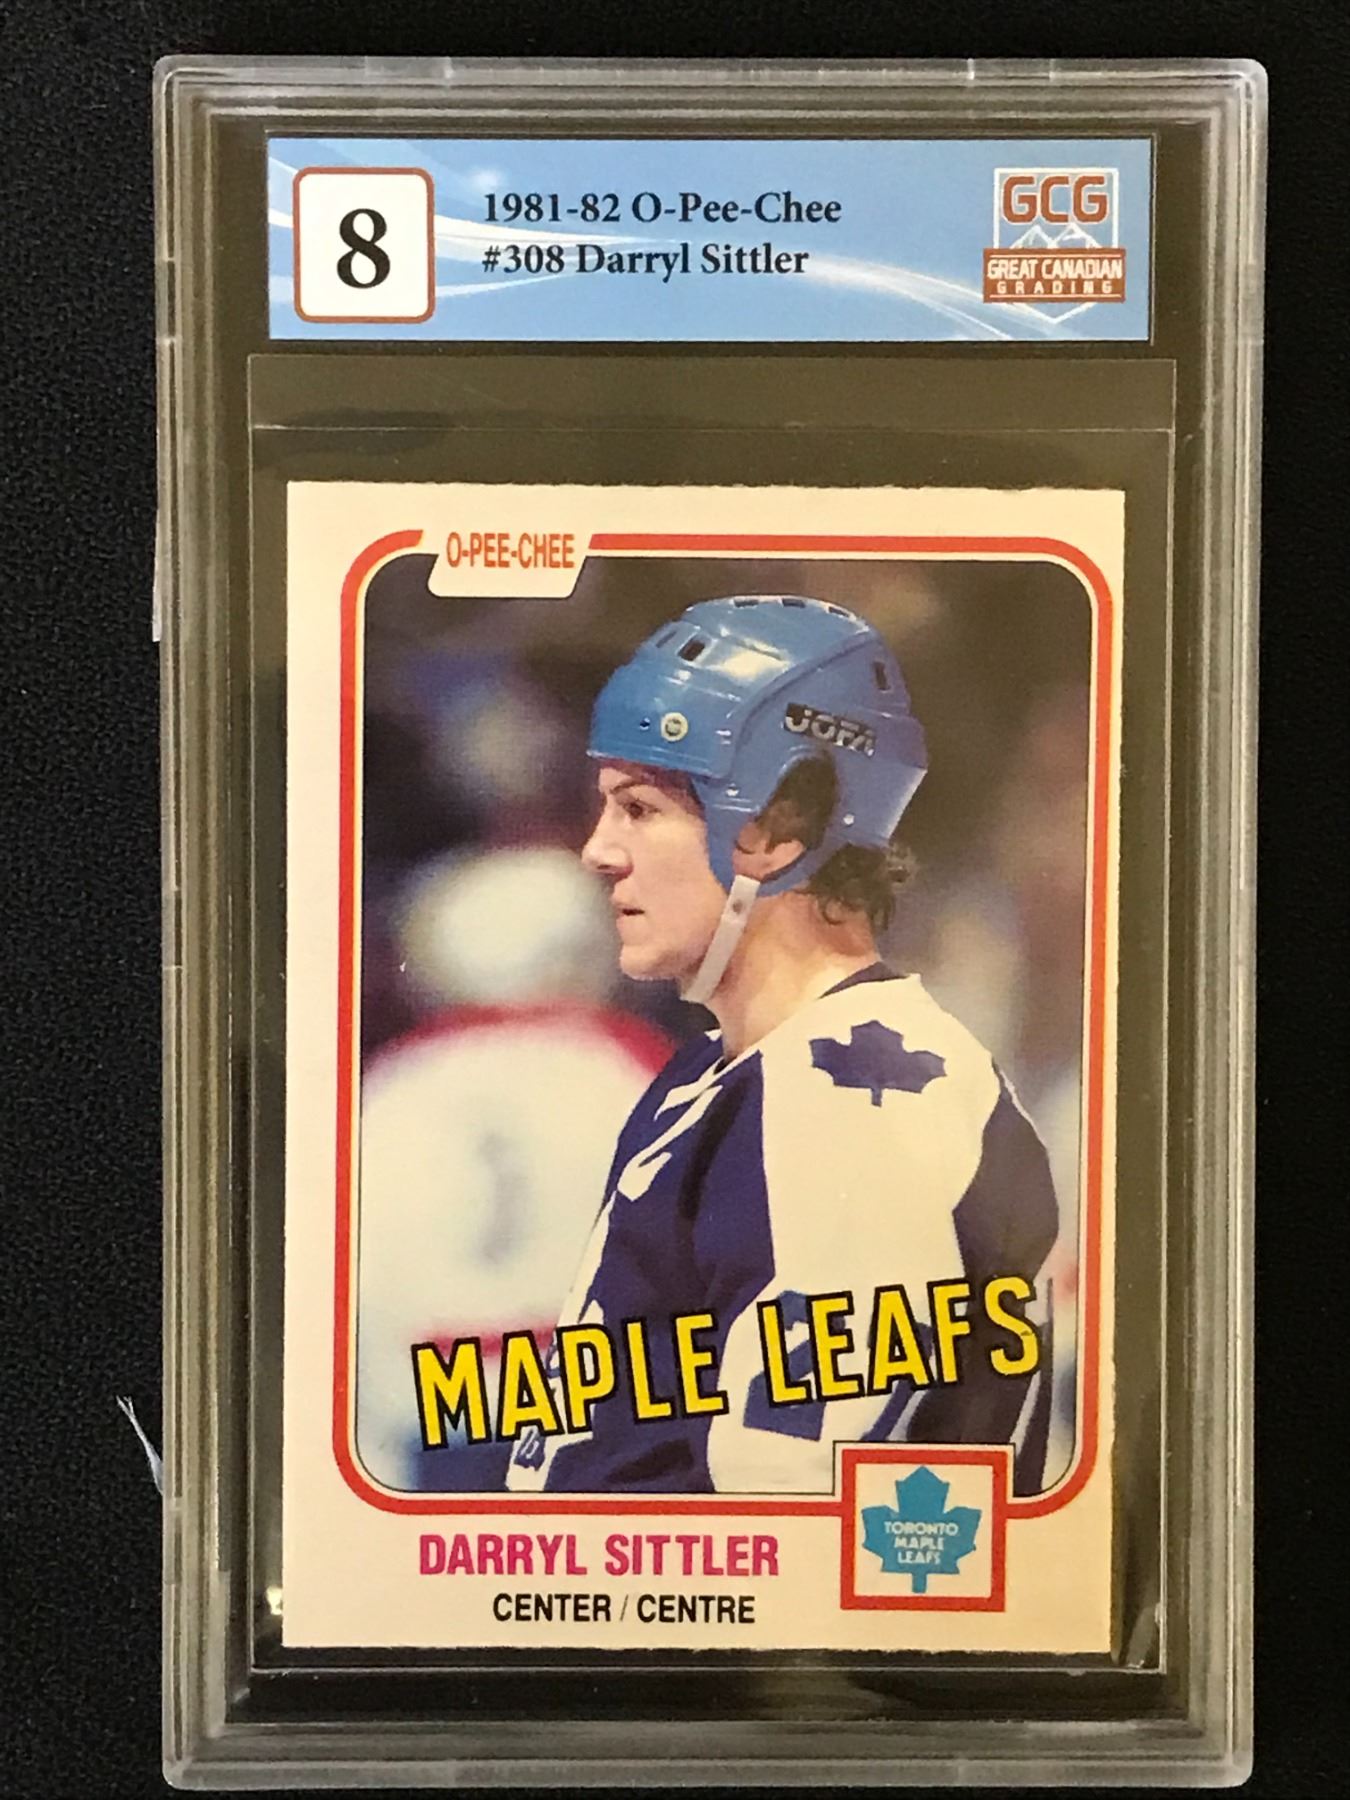 8
1981-82 O-Pee-Chee
#308 Darryl Sittler
GCG
GREAT CANADIAN
GRADING
O-PEE-CHEE
JOFA
MAPLE LEAFS
TORONTO
MAPLE
LEAFS
DARRYL SITTLER
CENTER / CENTRE